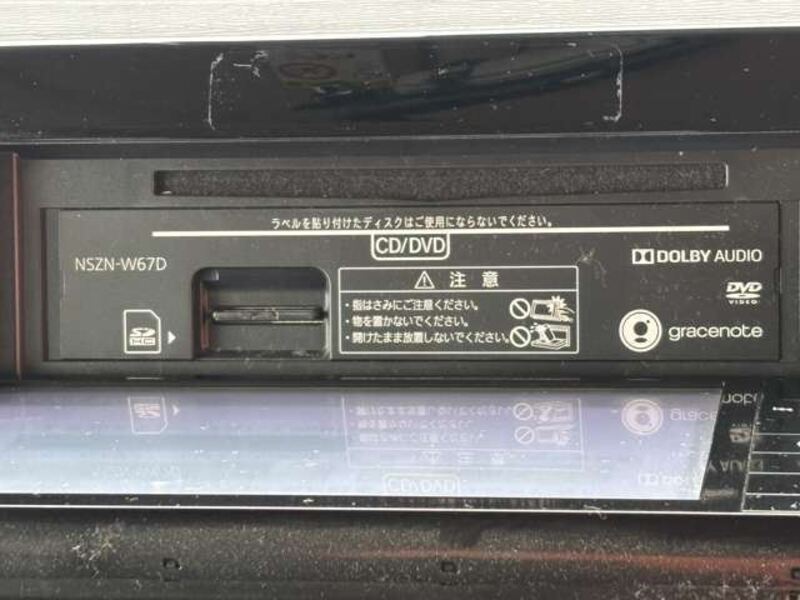 ラベルを貼り付けたディスクはご使用にならないでください。
CD/DVD
NSZN-W67D
DOLBY AUDIO
DVD
VIDEO
SD
HC
⚠ 注意
・指はさみにご注意ください。
・物を置かないでください。
・開けたまま放置しないでください。
gracenote